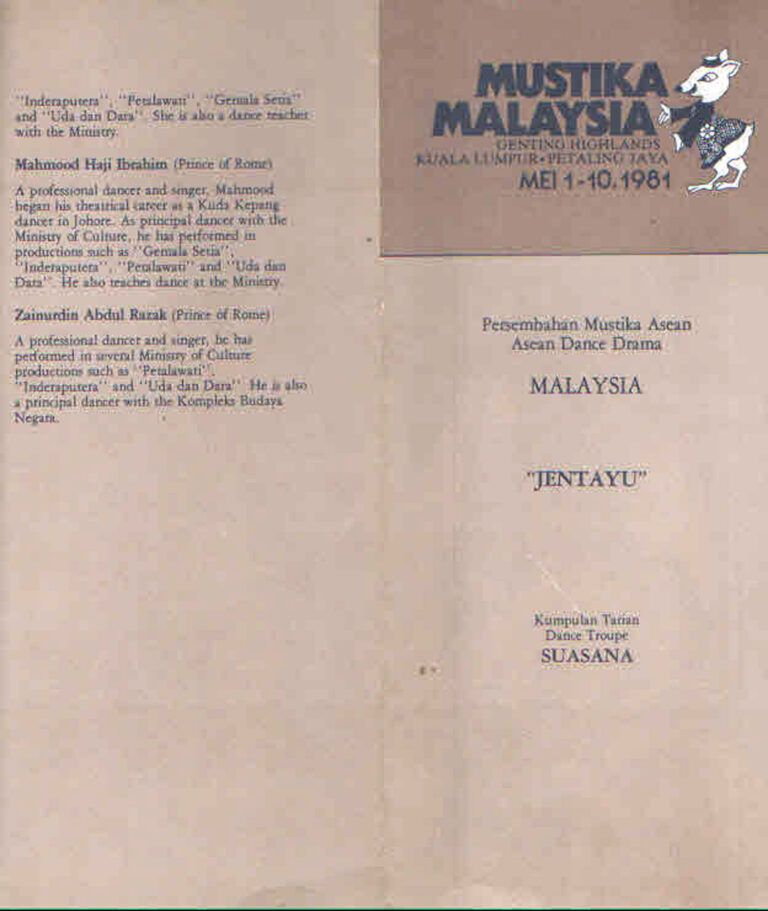 "Inderaputera", "Petalawati", "Gemala Setia"
and "Uda dan Dara". She is also a dance teacher
with the Ministry.
Mahmood Haji Ibrahim (Prince of Rome)
A professional dancer and singer, Mahmood
began his theatrical career as a Kuda Kepang
dancer in Johore. As principal dancer with the
Ministry of Culture, he has performed in
productions such as "Gemala Setia",
"Inderaputera", "Petalawati" and "Uda dan
Dara". He also teaches dance at the Ministry.
Zainurdin Abdul Razak (Prince of Rome)
A professional dancer and singer, he has
performed in several Ministry of Culture
productions such as "Petalawati",
"Inderaputera" and "Uda dan Dara" He is also
a principal dancer with the Kompleks Budaya
Negara.
MUSTIKA
MALAYSIA
GENTING HIGHLANDS
KUALA LUMPUR • PETALING JAYA
MEI 1-10, 1981
Persembahan Mustika Asean
Asean Dance Drama
MALAYSIA
"JENTAYU"
Kumpulan Tarian
Dance Troupe
SUASANA